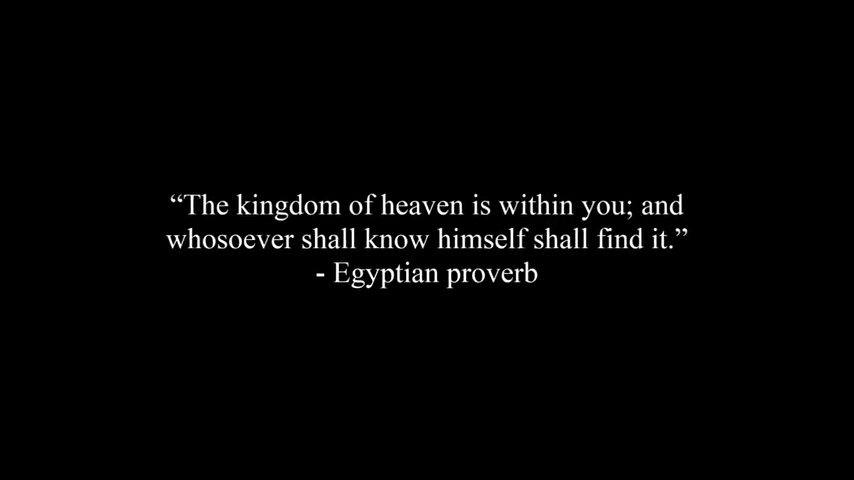 “The kingdom of heaven is within you; and
whosoever shall know himself shall find it.”
- Egyptian proverb